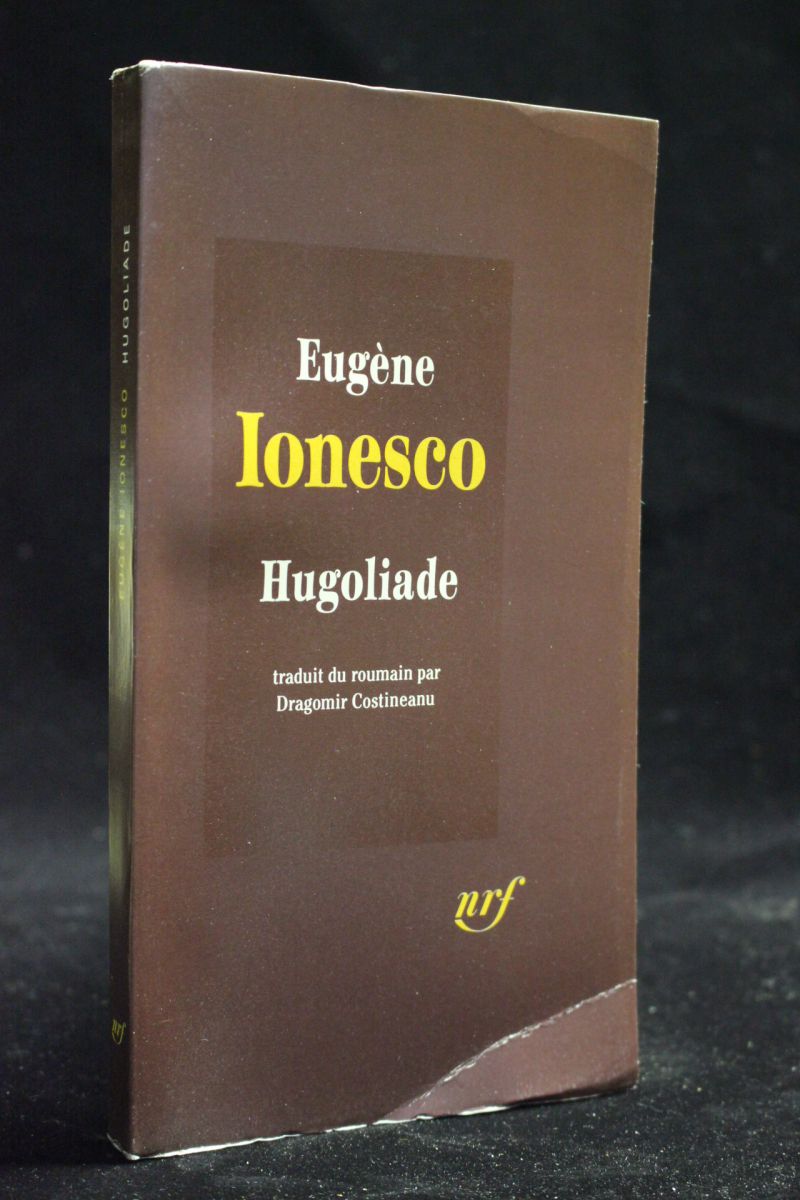 Eugène
Ionesco
Hugoliade
traduit du roumain par
Dragomir Costineanu
nrf
EUGÈNE IONESCO HUGOLIADE
nrf